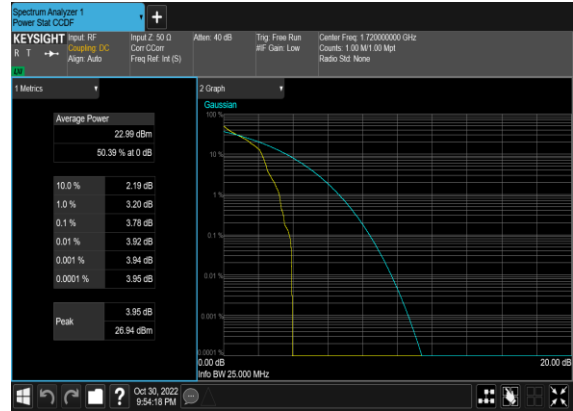 Spectrum Analyzer 1
Power Stat CCDF
+
KEYSIGHT
R T
LXI
Input: RF
Coupling: DC
Align: Auto
Input Z: 50 Ω
Corr CCorr
Freq Ref: Int (S)
Atten: 40 dB
Trig: Free Run
#IF Gain: Low
Center Freq: 1.720000000 GHz
Counts: 1.00 M/1.00 Mpt
Radio Std: None
1 Metrics
Average Power
22.99 dBm
50.39 % at 0 dB
10.0 % 2.19 dB
1.0 % 3.20 dB
0.1 % 3.78 dB
0.01 % 3.92 dB
0.001 % 3.94 dB
0.0001 % 3.95 dB
Peak
3.95 dB
26.94 dBm
2 Graph
Gaussian
100 %
10 %
1 %
0.1 %
0.01 %
0.001 %
0.0001 %
0.00 dB 20.00 dB
Info BW 25.000 MHz
?
Oct 30, 2022
9:54:18 PM